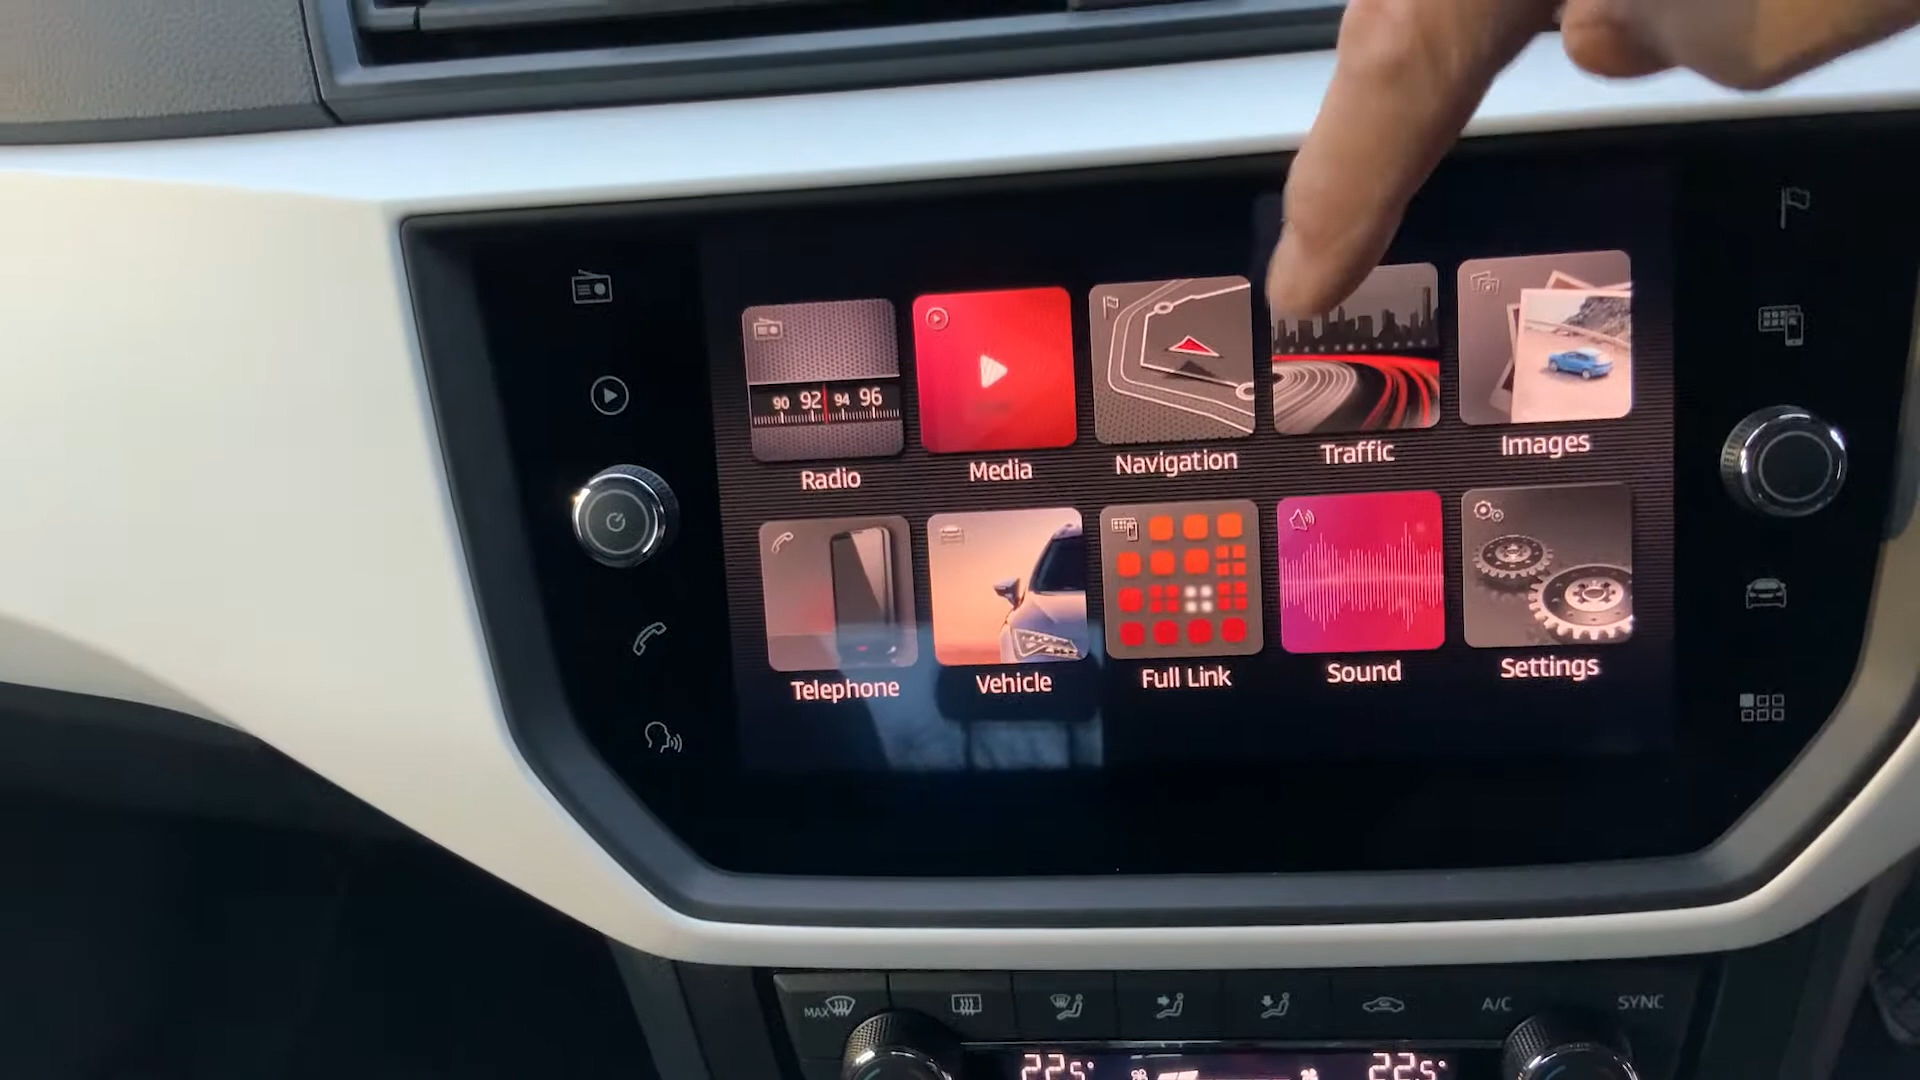 90 92 94 96
Radio
Media
Navigation
Traffic
Images
Telephone
Vehicle
Full Link
Sound
Settings
MAX
A/C
SYNC
22.5°
22.5°